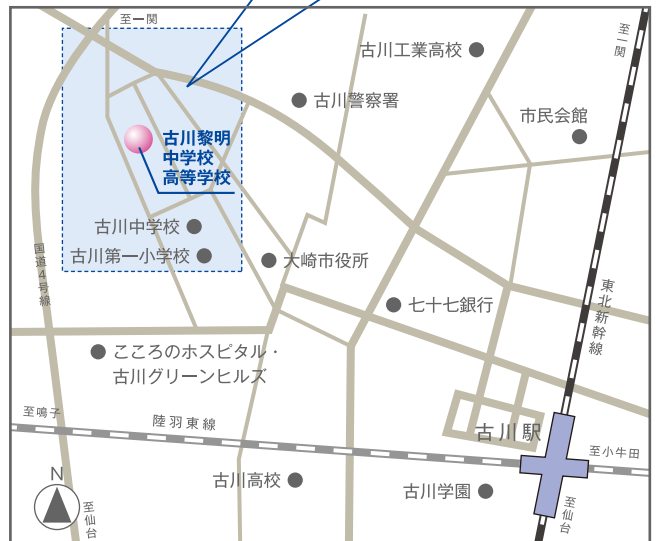 至一関
至一関
古川工業高校
古川警察署
市民会館
古川黎明
中学校
高等学校
古川中学校
古川第一小学校
大崎市役所
国道4号線
七十七銀行
東北新幹線
こころのホスピタル・
古川グリーンヒルズ
至鳴子
陸羽東線
古川駅
至小牛田
N
古川高校
古川学園
至仙台
至仙台